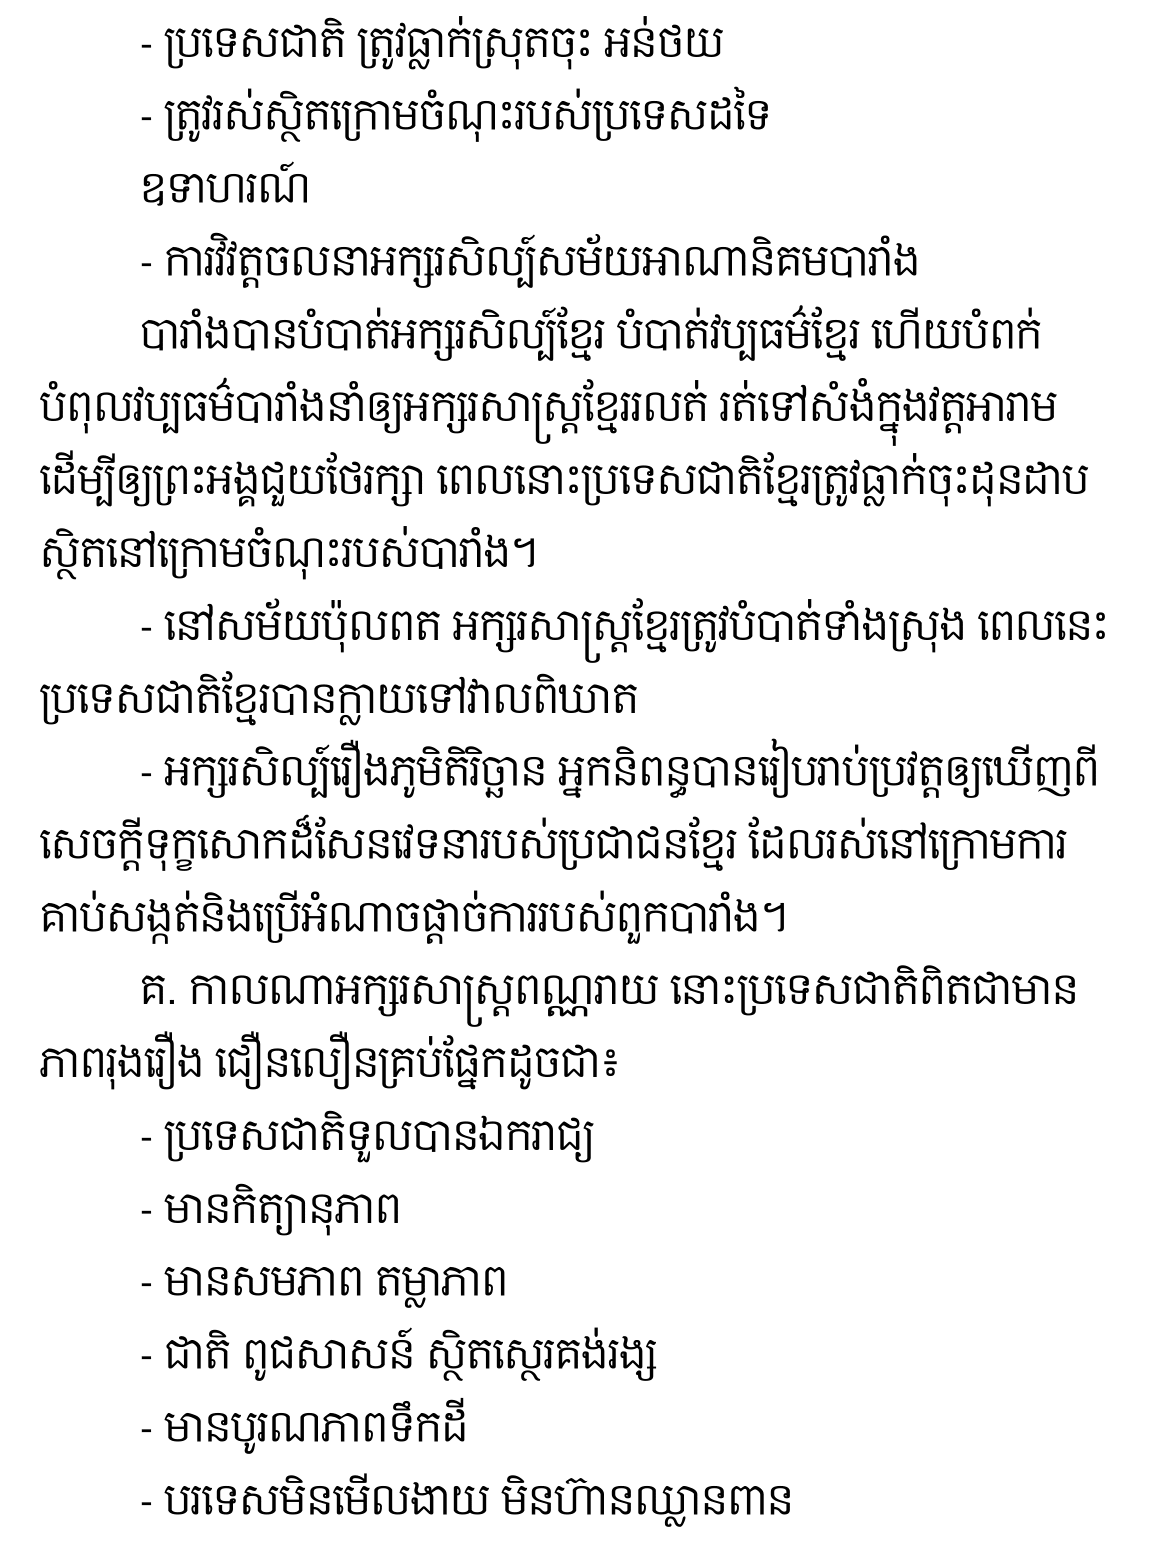 - ប្រទេសជាតិ ត្រូវធ្លាក់ស្រុតចុះ អន់ថយ
- ត្រូវរស់ស្ថិតក្រោមចំណុះរបស់ប្រទេសដទៃ
ឧទាហរណ៍
- ការវិវត្តចលនាអក្សរសិល្ប៍សម័យអាណានិគមបារាំង
បារាំងបានបំបាត់អក្សរសិល្ប៍ខ្មែរ បំបាត់វប្បធម៌ខ្មែរ ហើយបំពក់
បំពុលវប្បធម៌បារាំងនាំឲ្យអក្សរសាស្ត្រខ្មែររលត់ រត់ទៅសំងំក្នុងវត្តអារាម
ដើម្បីឲ្យព្រះអង្គជួយថែរក្សា ពេលនោះប្រទេសជាតិខ្មែរត្រូវធ្លាក់ចុះដុនដាប
ស្ថិតនៅក្រោមចំណុះរបស់បារាំង។
- នៅសម័យប៉ុលពត អក្សរសាស្ត្រខ្មែរត្រូវបំបាត់ទាំងស្រុង ពេលនេះ
ប្រទេសជាតិខ្មែរបានក្លាយទៅវាលពិឃាត
- អក្សរសិល្ប៍រឿងភូមិតិរិច្ឆាន អ្នកនិពន្ធបានរៀបរាប់ប្រវត្តឲ្យឃើញពី
សេចក្តីទុក្ខសោកដ៏សែនវេទនារបស់ប្រជាជនខ្មែរ ដែលរស់នៅក្រោមការ
គាប់សង្កត់និងប្រើអំណាចផ្តាច់ការរបស់ពួកបារាំង។
គ. កាលណាអក្សរសាស្ត្រពណ្ណរាយ នោះប្រទេសជាតិពិតជាមាន
ភាពរុងរឿង ជឿនលឿនគ្រប់ផ្នែកដូចជា៖
- ប្រទេសជាតិទួលបានឯករាជ្យ
- មានកិត្យានុភាព
- មានសមភាព តម្លាភាព
- ជាតិ ពូជសាសន៍ ស្ថិតស្ថេរគង់រង្ស
- មានបូរណភាពទឹកដី
- បរទេសមិនមើលងាយ មិនហ៊ានឈ្លានពាន